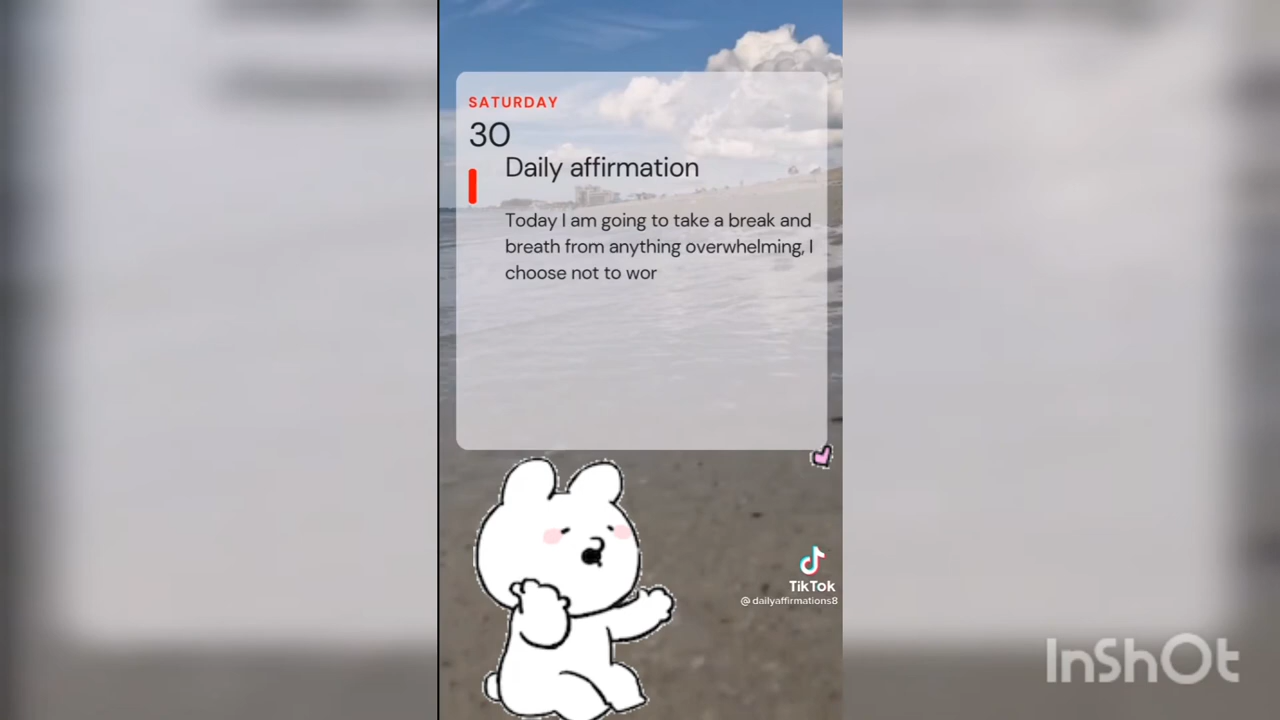 SATURDAY
30
Daily affirmation
Today I am going to take a break and
breath from anything overwhelming, I
choose not to wor
TikTok
@dailyaffirmations8
InShOt